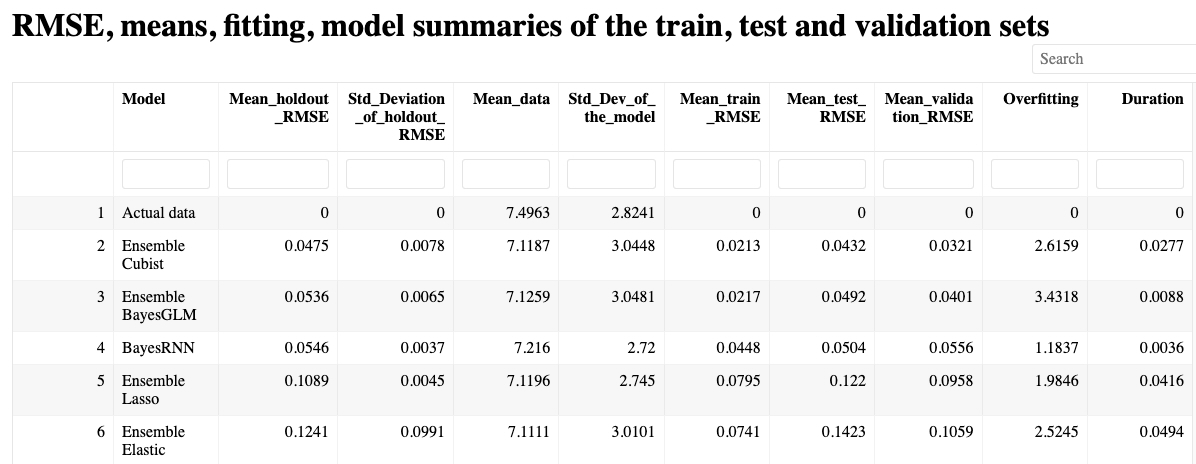 RMSE, means, fitting, model summaries of the train, test and validation sets
Search
Model Mean_holdout_RMSE Std_Deviation_of_holdout_RMSE Mean_data Std_Dev_of_the_model Mean_train_RMSE Mean_test_RMSE Mean_validation_RMSE Overfitting Duration
1 Actual data 0 0 7.4963 2.8241 0 0 0 0 0
2 Ensemble Cubist 0.0475 0.0078 7.1187 3.0448 0.0213 0.0432 0.0321 2.6159 0.0277
3 Ensemble BayesGLM 0.0536 0.0065 7.1259 3.0481 0.0217 0.0492 0.0401 3.4318 0.0088
4 BayesRNN 0.0546 0.0037 7.216 2.72 0.0448 0.0504 0.0556 1.1837 0.0036
5 Ensemble Lasso 0.1089 0.0045 7.1196 2.745 0.0795 0.122 0.0958 1.9846 0.0416
6 Ensemble Elastic 0.1241 0.0991 7.1111 3.0101 0.0741 0.1423 0.1059 2.5245 0.0494